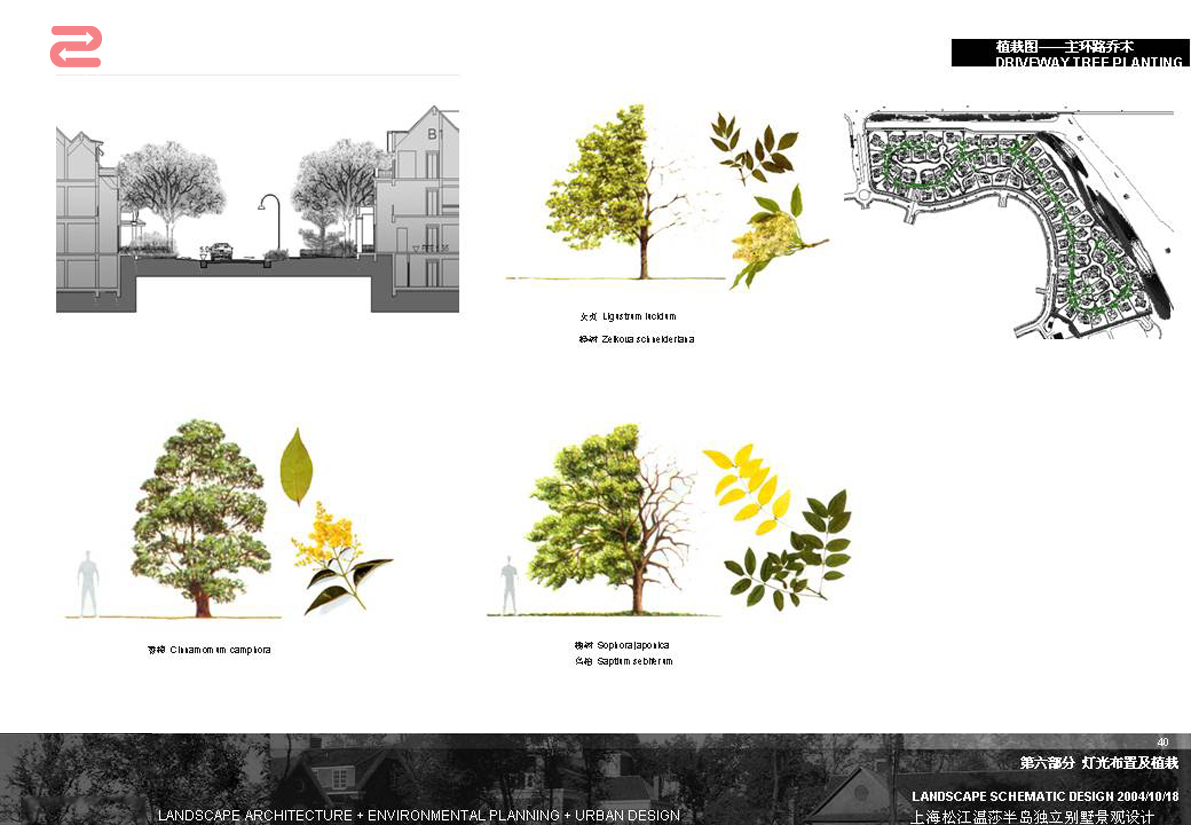 植栽图——主环路乔木
DRIVEWAY TREE PLANTING
B
5.0
女贞 Ligustrum lucidum
榉树 Zelkova schneideriana
香樟 Cinnamomum camphora
槐树 Sophora japonica
乌桕 Sapium sebiferum
40
第六部分 灯光布置及植栽
LANDSCAPE SCHEMATIC DESIGN 2004/10/18
上海松江温莎半岛独立别墅景观设计
LANDSCAPE ARCHITECTURE + ENVIRONMENTAL PLANNING + URBAN DESIGN